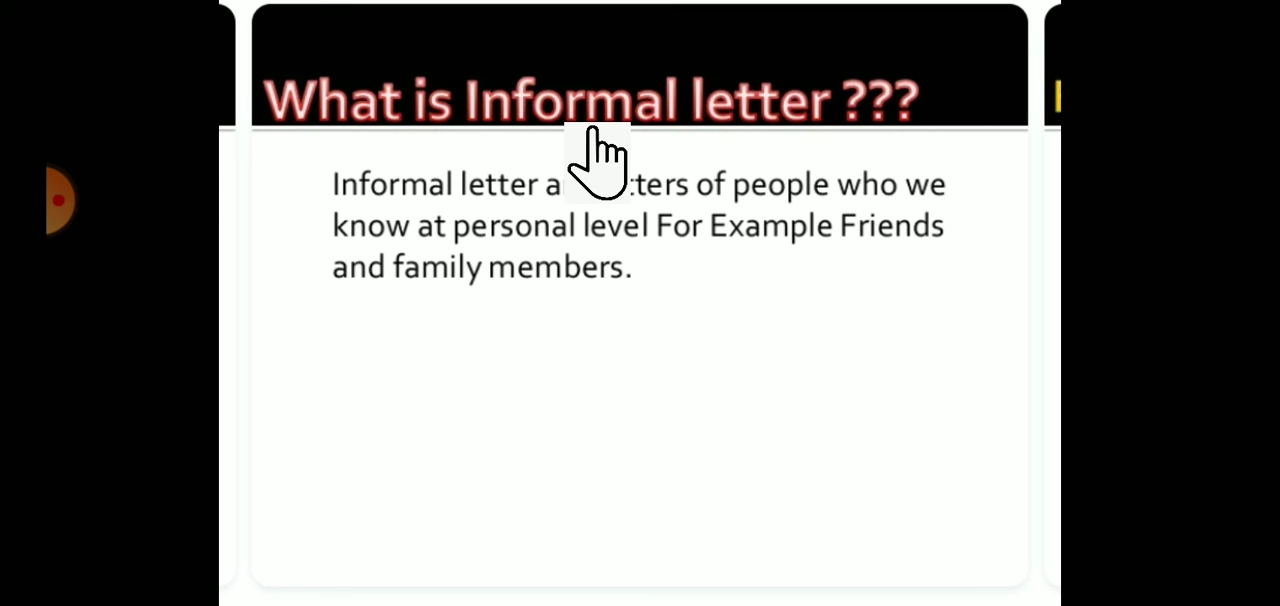 What is Informal letter ???
Informal letter of people who we
know at personal level For Example Friends
and family members.